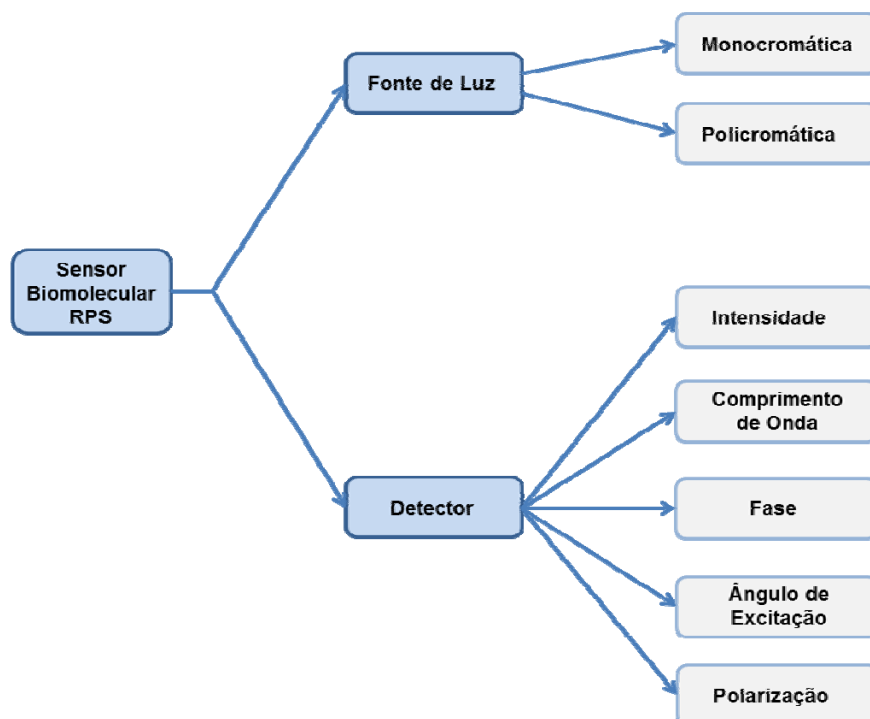 Monocromática
Fonte de Luz
Policromática
Sensor
Biomolecular
RPS
Intensidade
Comprimento
de Onda
Detector
Fase
Ângulo de
Excitação
Polarização